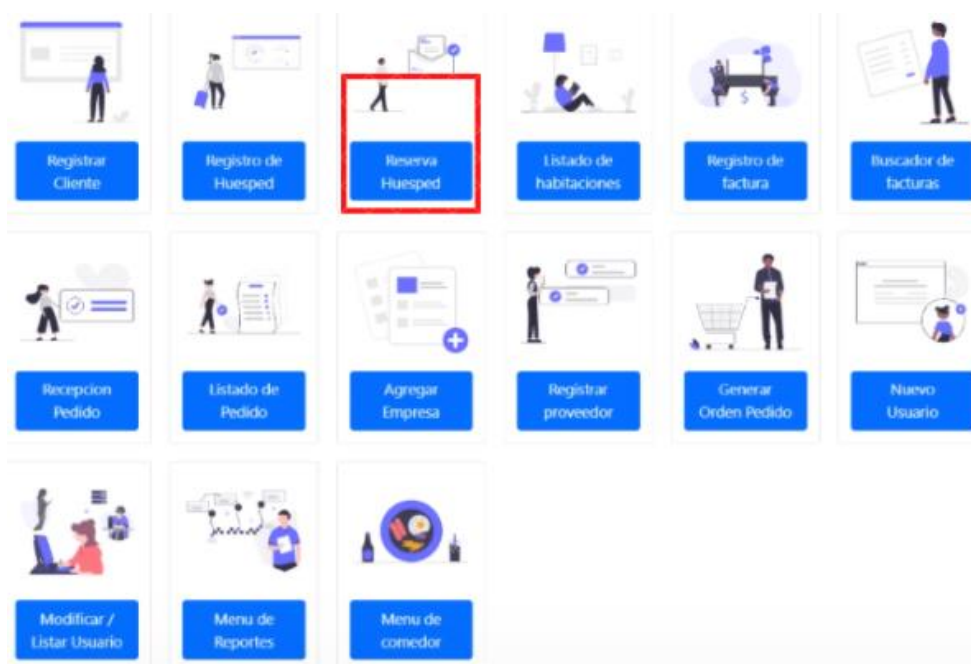 Registrar
Cliente
Registro de
Huesped
Reserva
Huesped
Listado de
habitaciones
Registro de
factura
Buscador de
facturas
Recepcion
Pedido
Listado de
Pedido
Agregar
Empresa
Registrar
proveedor
Generar
Orden Pedido
Nuevo
Usuario
Modificar /
Listar Usuario
Menu de
Reportes
Menu de
comedor